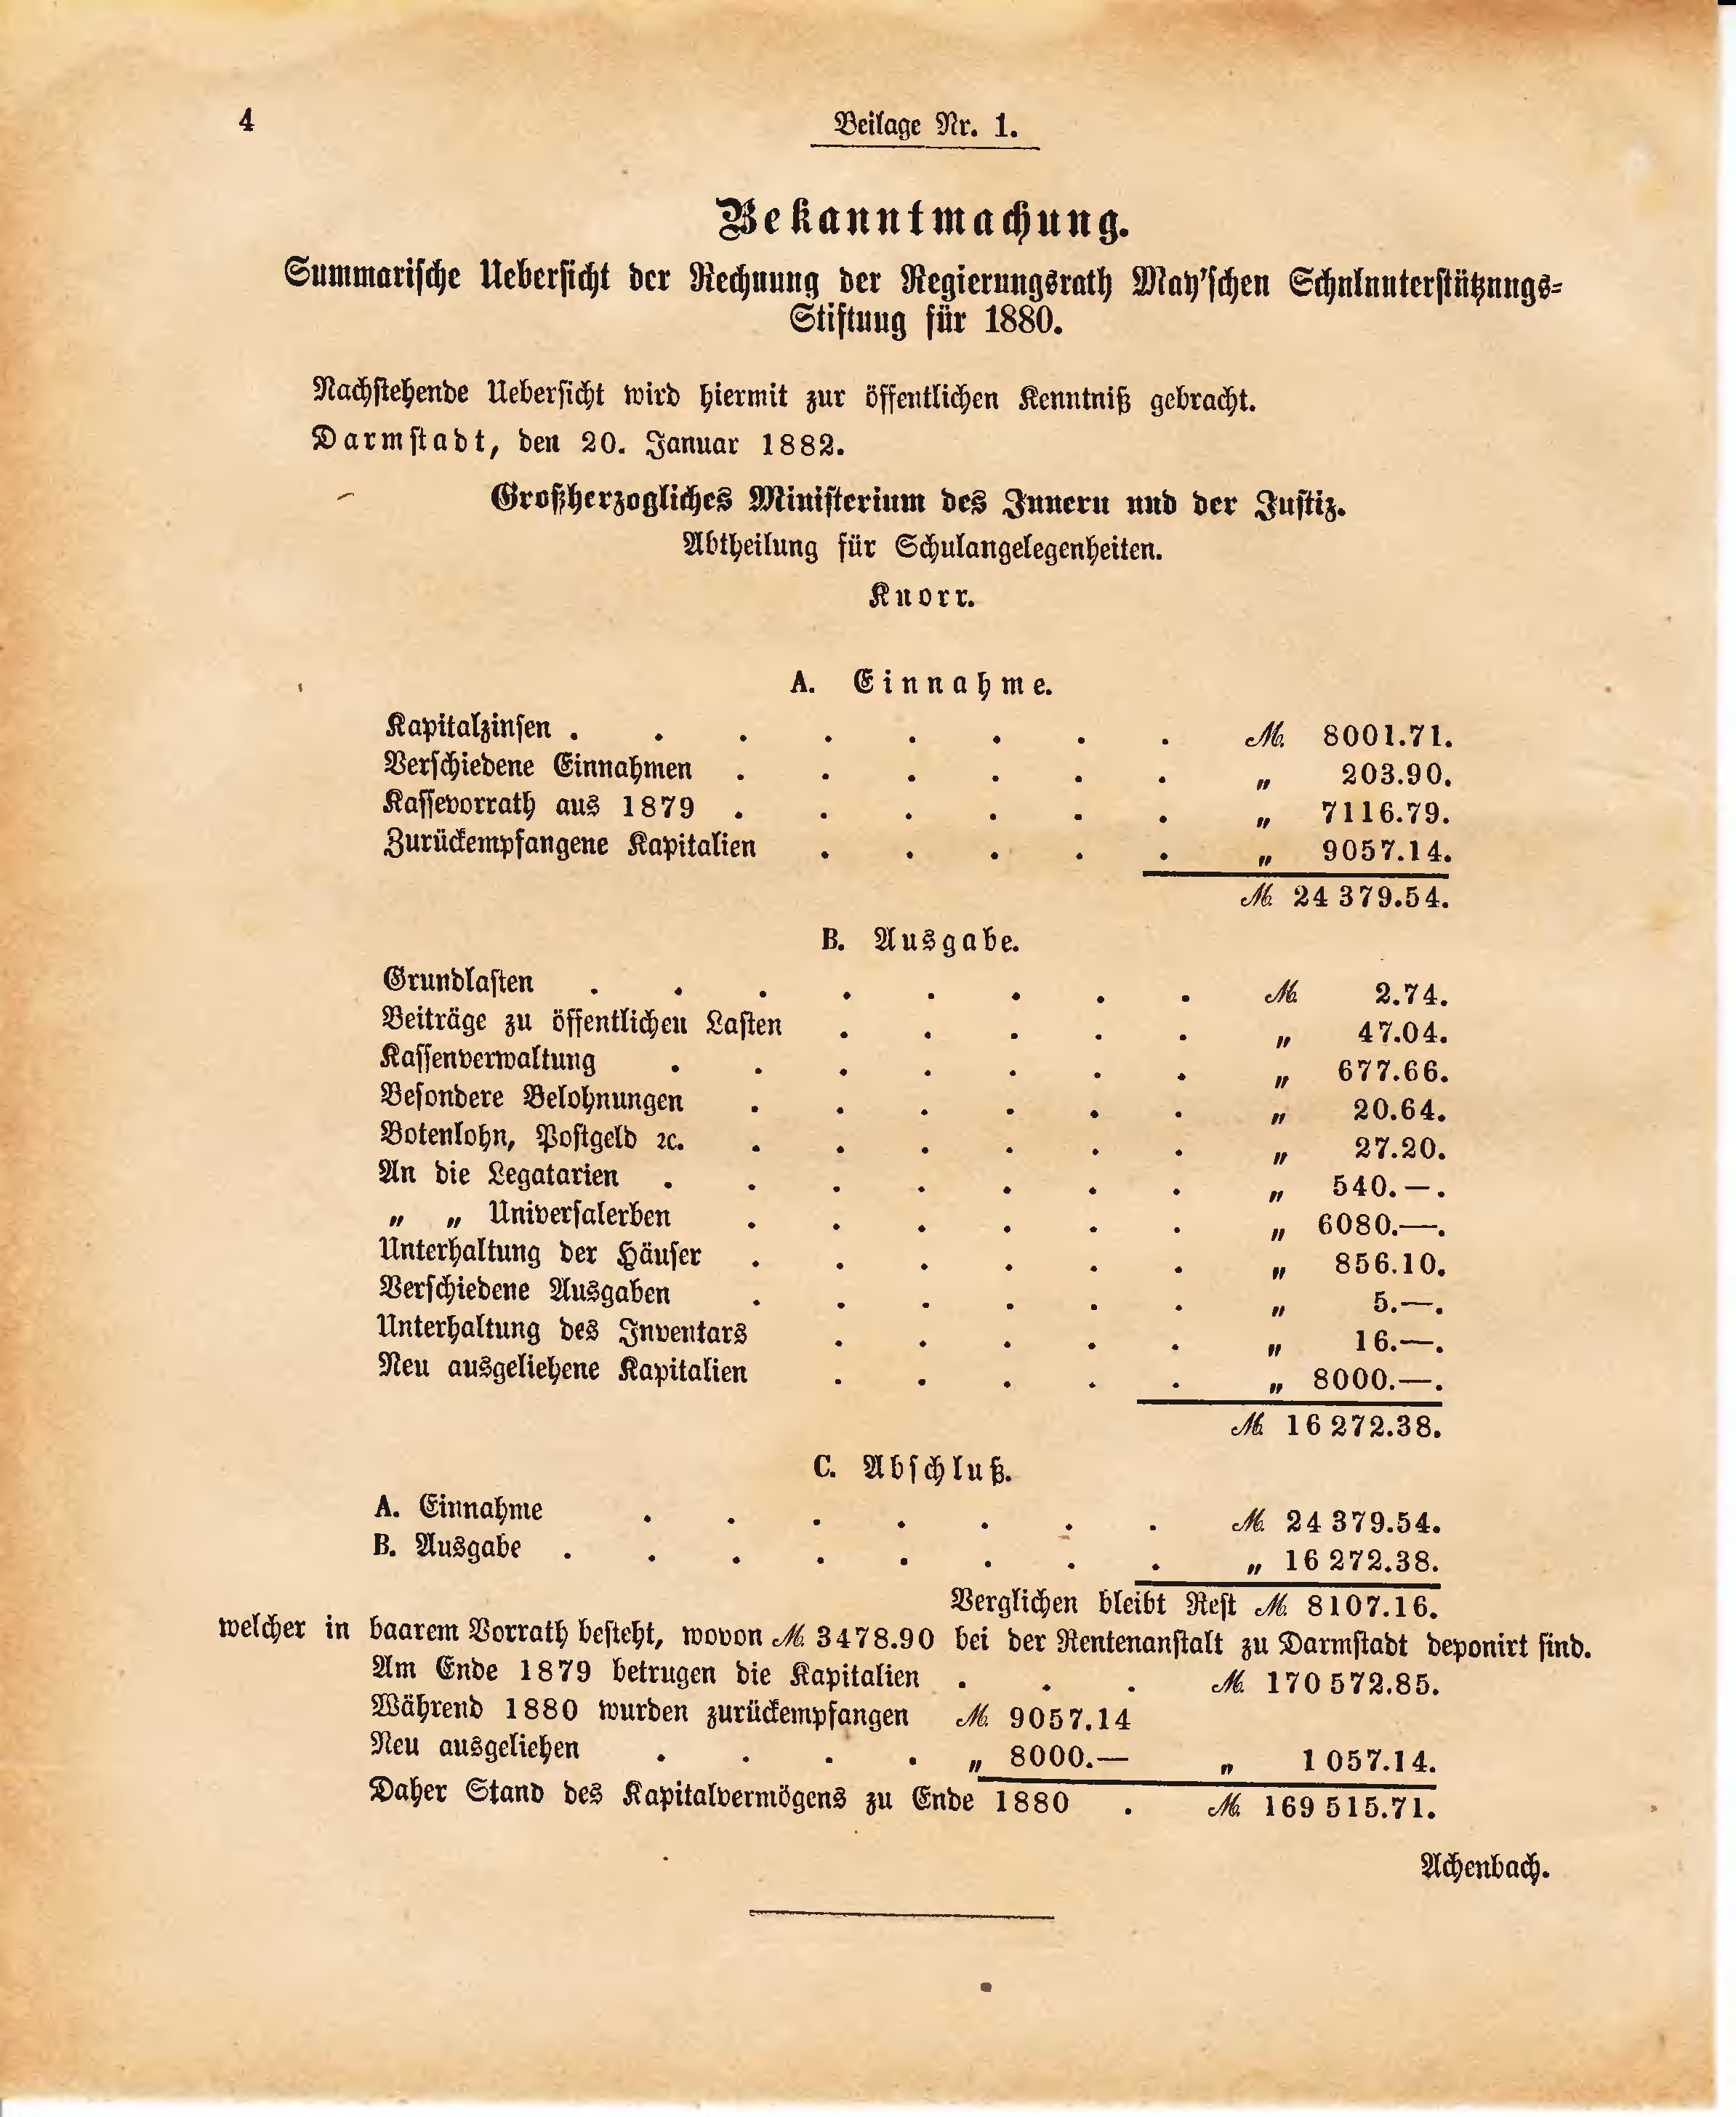 4
Beilage Nr. 1.
Bekanntmachung.
Summarische Uebersicht der Rechnung der Regierungsrath May'schen Schulunterstützungs-
Stiftung für 1880.
Nachstehende Uebersicht wird hiermit zur öffentlichen Kenntniß gebracht.
Darmstadt, den 20. Januar 1882.
Großherzogliches Ministerium des Innern und der Justiz.
Abtheilung für Schulangelegenheiten.
Knorr.
A. Einnahme.
Kapitalzinsen . . . . . . . . M. 8001.71.
Verschiedene Einnahmen . . . . . . „ 203.90.
Kassevorrath aus 1879 . . . . . . „ 7116.79.
Zurückempfangene Kapitalien . . . . . „ 9057.14.
M. 24 379.54.
B. Ausgabe.
Grundlasten . . . . . . . . M. 2.74.
Beiträge zu öffentlichen Lasten . . . . . „ 47.04.
Kassenverwaltung . . . . . . . „ 677.66.
Besondere Belohnungen . . . . . . „ 20.64.
Botenlohn, Postgeld ꝛc. . . . . . . „ 27.20.
An die Legatarien . . . . . . . „ 540.—.
„ „ Universalerben . . . . . . „ 6080.—.
Unterhaltung der Häuser . . . . . . „ 856.10.
Verschiedene Ausgaben . . . . . . „ 5.—.
Unterhaltung des Inventars . . . . . „ 16.—.
Neu ausgeliehene Kapitalien . . . . . „ 8000.—.
M. 16 272.38.
C. Abschluß.
A. Einnahme . . . . . . . M. 24 379.54.
B. Ausgabe . . . . . . . . „ 16 272.38.
Verglichen bleibt Rest M. 8107.16.
welcher in baarem Vorrath besteht, wovon M. 3478.90 bei der Rentenanstalt zu Darmstadt deponirt sind.
Am Ende 1879 betrugen die Kapitalien . . . M. 170 572.85.
Während 1880 wurden zurückempfangen M. 9057.14
Neu ausgeliehen . . . . „ 8000.— „ 1 057.14.
Daher Stand des Kapitalvermögens zu Ende 1880 . M. 169 515.71.
Achenbach.